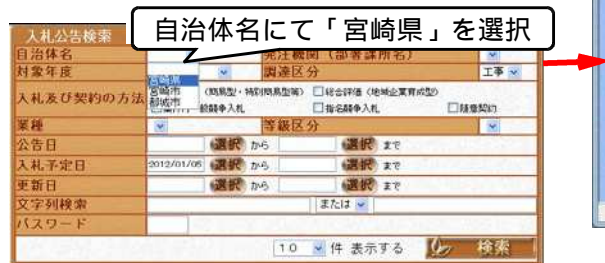 自治体名にて「宮崎県」を選択
入札公告検索
自治体名 発注機関（部署課所名）
宮崎県
宮崎市
都城市
対象年度 調達区分 工事
入札及び契約の方法 （簡易型・特別簡易型等） 総合評価（地域企業育成型）
般競争入札 指名競争入札 随意契約
業種 等級区分
公告日 選択 から 選択 まで
入札予定日 2012/01/05 選択 から 選択 まで
更新日 選択 から 選択 まで
文字列検索 または
パスワード
10 件 表示する 検索